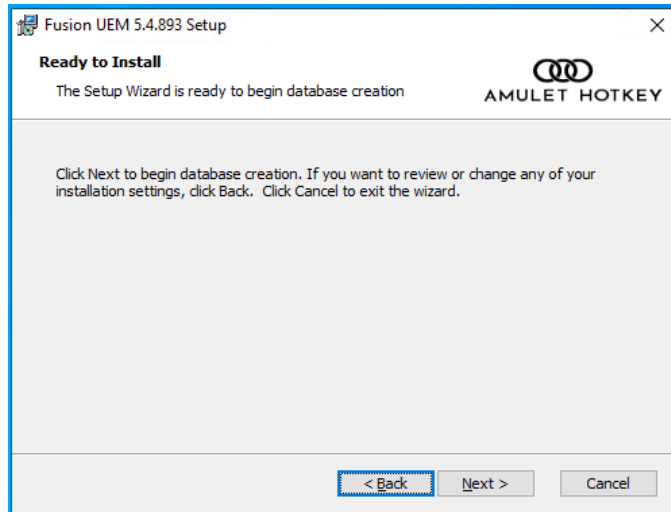 Fusion UEM 5.4.893 Setup
Ready to Install
The Setup Wizard is ready to begin database creation
AMULET HOTKEY
Click Next to begin database creation. If you want to review or change any of your
installation settings, click Back.  Click Cancel to exit the wizard.
< Back
Next >
Cancel